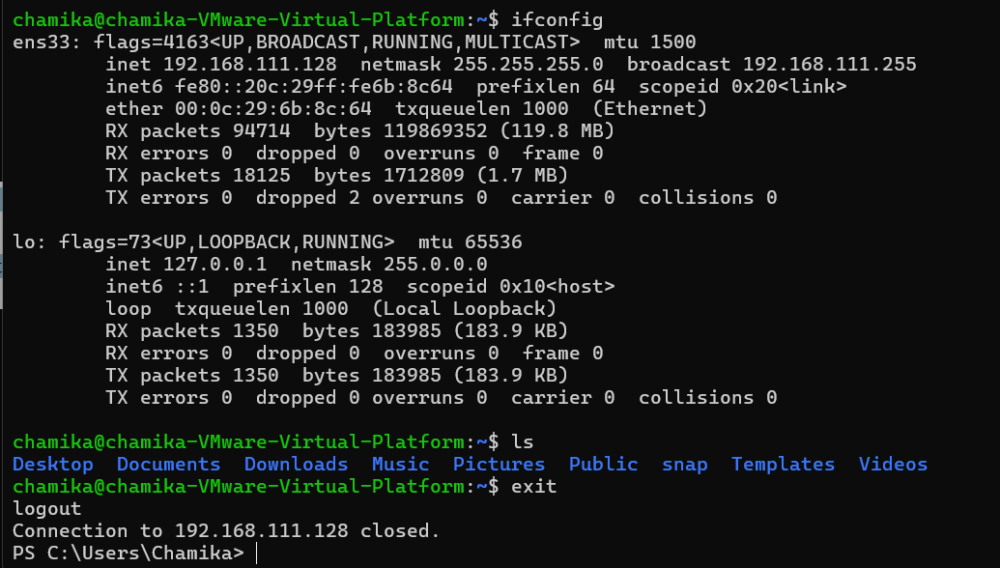 chamika@chamika-VMware-Virtual-Platform:~$ ifconfig
ens33: flags=4163<UP,BROADCAST,RUNNING,MULTICAST>  mtu 1500
        inet 192.168.111.128  netmask 255.255.255.0  broadcast 192.168.111.255
        inet6 fe80::20c:29ff:fe6b:8c64  prefixlen 64  scopeid 0x20<link>
        ether 00:0c:29:6b:8c:64  txqueuelen 1000  (Ethernet)
        RX packets 94714  bytes 119869352 (119.8 MB)
        RX errors 0  dropped 0  overruns 0  frame 0
        TX packets 18125  bytes 1712809 (1.7 MB)
        TX errors 0  dropped 2 overruns 0  carrier 0  collisions 0

lo: flags=73<UP,LOOPBACK,RUNNING>  mtu 65536
        inet 127.0.0.1  netmask 255.0.0.0
        inet6 ::1  prefixlen 128  scopeid 0x10<host>
        loop  txqueuelen 1000  (Local Loopback)
        RX packets 1350  bytes 183985 (183.9 KB)
        RX errors 0  dropped 0  overruns 0  frame 0
        TX packets 1350  bytes 183985 (183.9 KB)
        TX errors 0  dropped 0 overruns 0  carrier 0  collisions 0

chamika@chamika-VMware-Virtual-Platform:~$ ls
Desktop  Documents  Downloads  Music  Pictures  Public  snap  Templates  Videos
chamika@chamika-VMware-Virtual-Platform:~$ exit
logout
Connection to 192.168.111.128 closed.
PS C:\Users\Chamika>